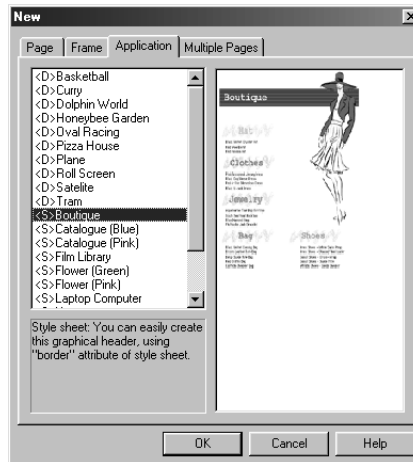 New
Page Frame Application Multiple Pages
<D>Basketball
<D>Curry
<D>Dolphin World
<D>Honeybee Garden
<D>Oval Racing
<D>Pizza House
<D>Plane
<D>Roll Screen
<D>Satelite
<D>Tram
<S>Boutique
<S>Catalogue (Blue)
<S>Catalogue (Pink)
<S>Film Library
<S>Flower (Green)
<S>Flower (Pink)
<S>Laptop Computer
Boutique
Hat
Clothes
Jewelry
Bag Shoes
Style sheet: You can easily create
this graphical header, using
"border" attribute of style sheet.
OK Cancel Help